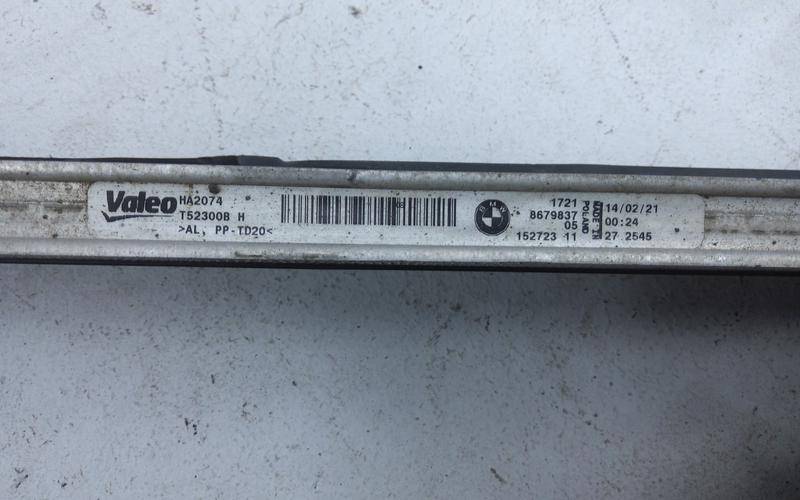 Valeo
HA2074
T52300B H
>AL, PP-TD20<
BMW
1721
8679837
05
152723 11
MADE IN
POLAND
14/02/21
00:24
27 2545